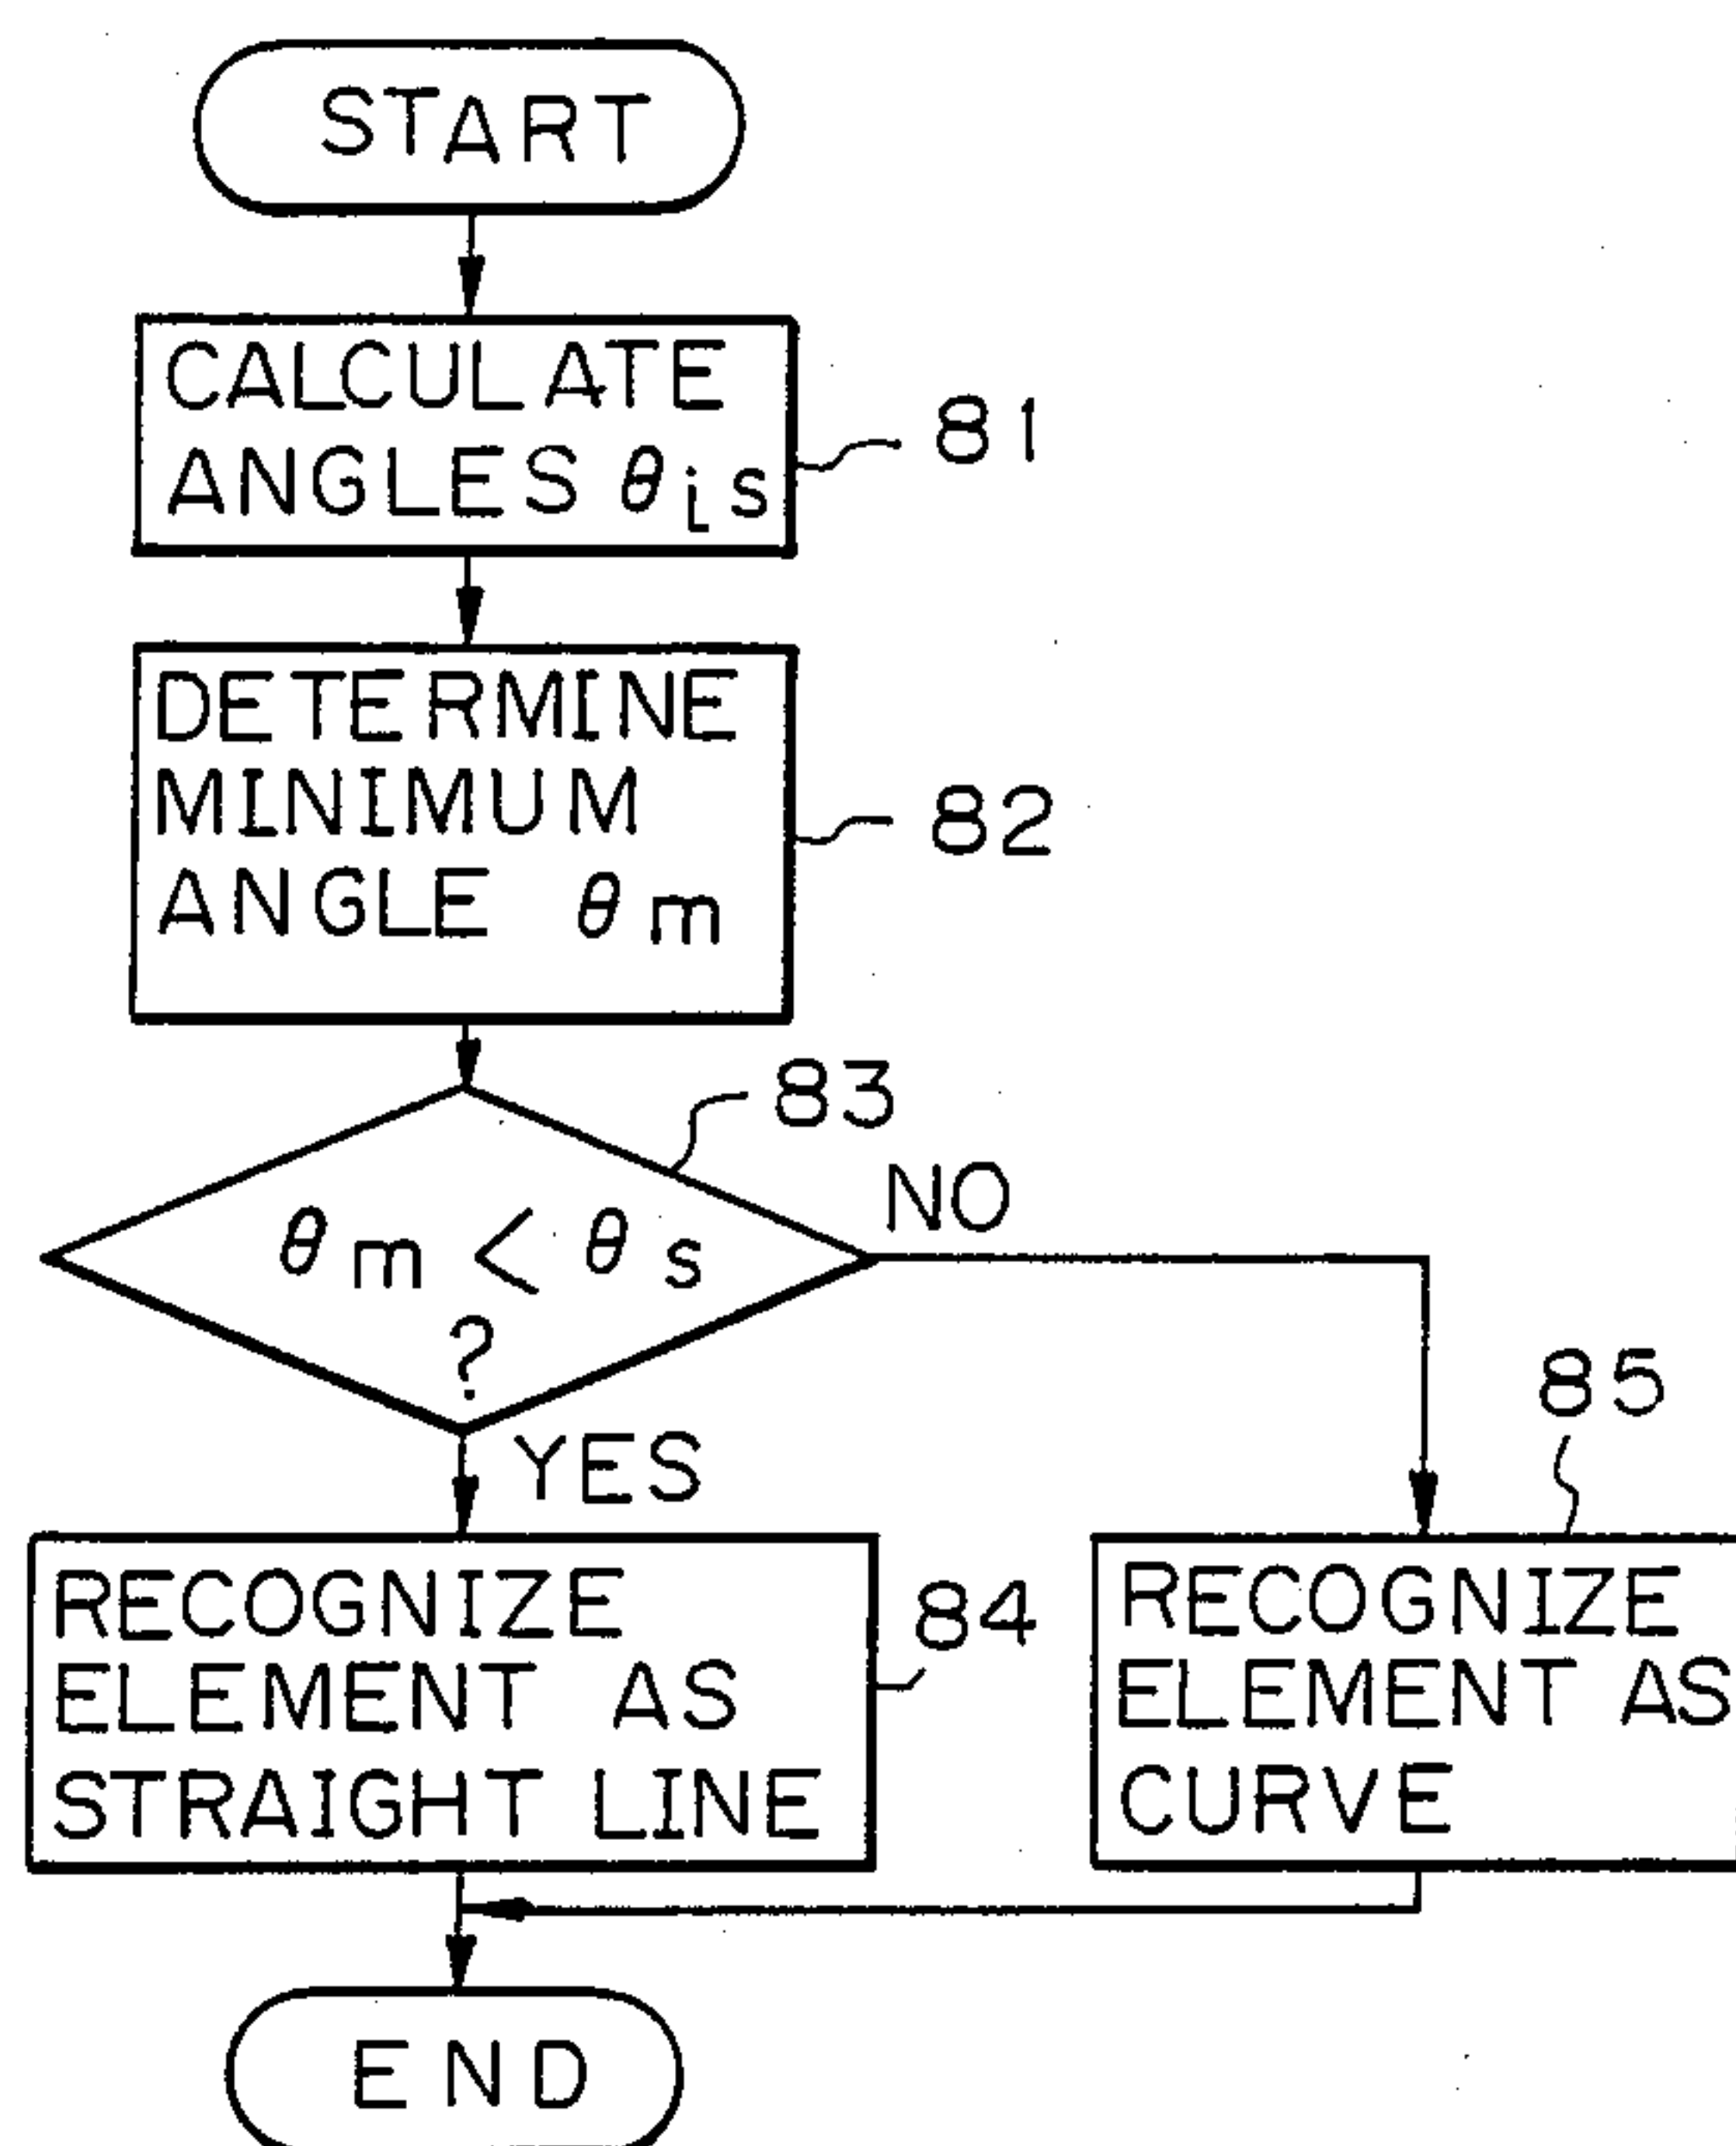 START
CALCULATE
ANGLES θis
81
DETERMINE
MINIMUM
ANGLE θm
82
83
θm < θs
?
NO
YES
85
RECOGNIZE
ELEMENT AS
STRAIGHT LINE
84
RECOGNIZE
ELEMENT AS
CURVE
END